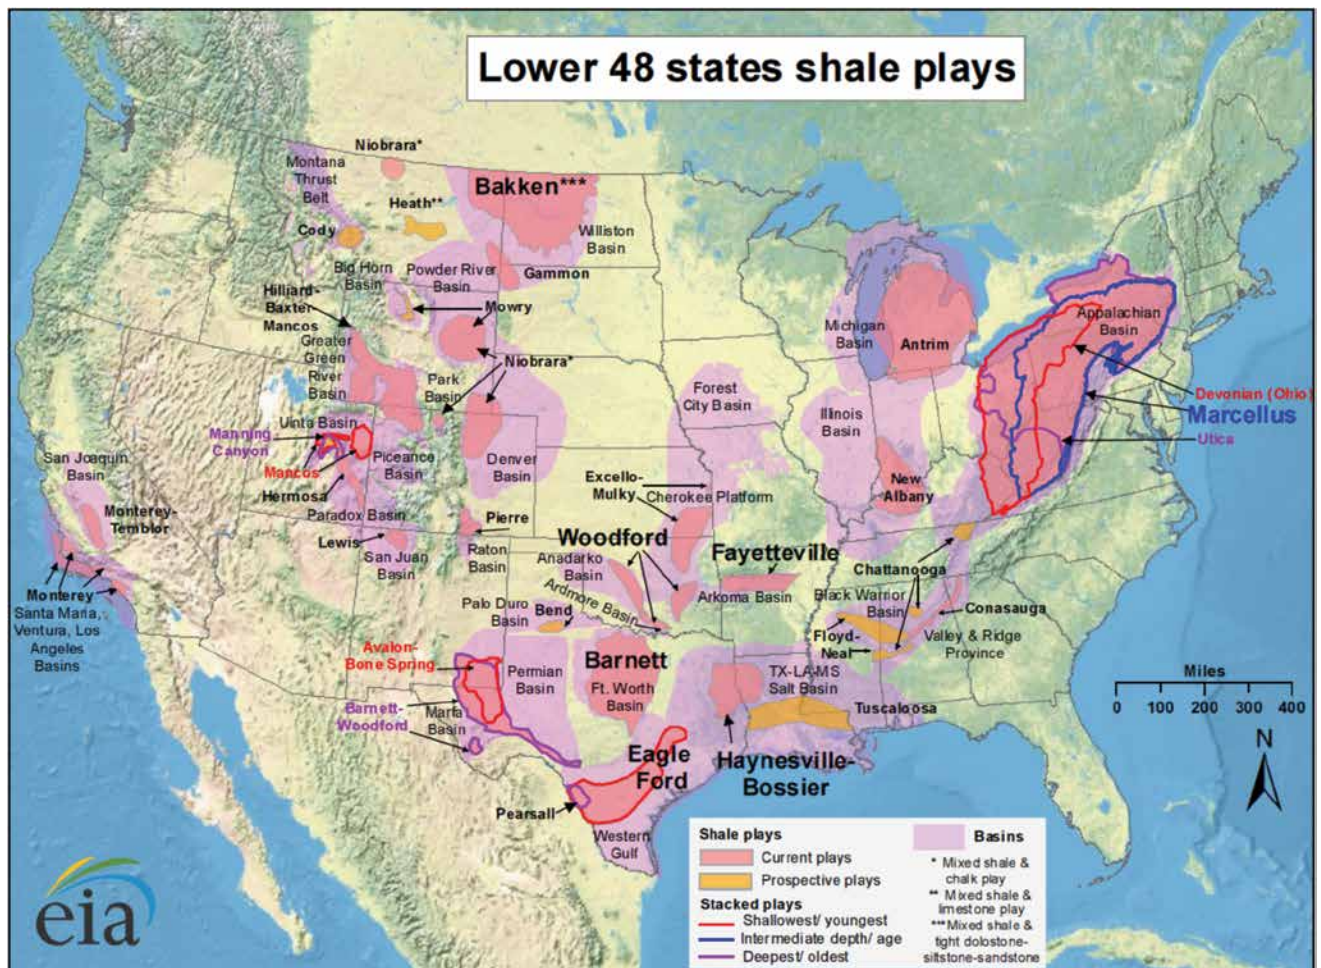 Lower 48 states shale plays
Niobrara*
Montana
Thrust
Belt
Bakken***
Heath**
Cody
Williston
Basin
Big Horn
Basin
Powder River
Basin
Gammon
Hilliard-
Baxter-
Mancos
Mowry
Greater
Green
River
Basin
Park
Basin
Niobrara*
Michigan
Basin
Antrim
Appalachian
Basin
Devonian (Ohio)
Marcellus
Utica
Forest
City Basin
Illinois
Basin
Uinta Basin
Manning
Canyon
Mancos
Piceance
Basin
Denver
Basin
San Joaquin
Basin
Hermosa
Paradox Basin
Excello-
Mulky
Cherokee Platform
New
Albany
Monterey-
Temblor
Lewis
San Juan
Basin
Pierre
Raton
Basin
Woodford
Anadarko
Basin
Ardmore Basin
Fayetteville
Arkoma Basin
Chattanooga
Black Warrior
Basin
Conasauga
Monterey
Santa Maria,
Ventura, Los
Angeles
Basins
Palo Duro
Basin
Bend
Floyd-
Neal
Valley & Ridge
Province
Avalon-
Bone Spring
Permian
Basin
Barnett
Ft. Worth
Basin
TX-LA-MS
Salt Basin
Tuscaloosa
Barnett-
Woodford
Marfa
Basin
Eagle
Ford
Haynesville-
Bossier
Pearsall
Western
Gulf
Miles
0 100 200 300 400
N
Shale plays
Current plays
Prospective plays
Stacked plays
Shallowest/ youngest
Intermediate depth/ age
Deepest/ oldest
Basins
* Mixed shale &
chalk play
** Mixed shale &
limestone play
***Mixed shale &
tight dolostone-
siltstone-sandstone
eia